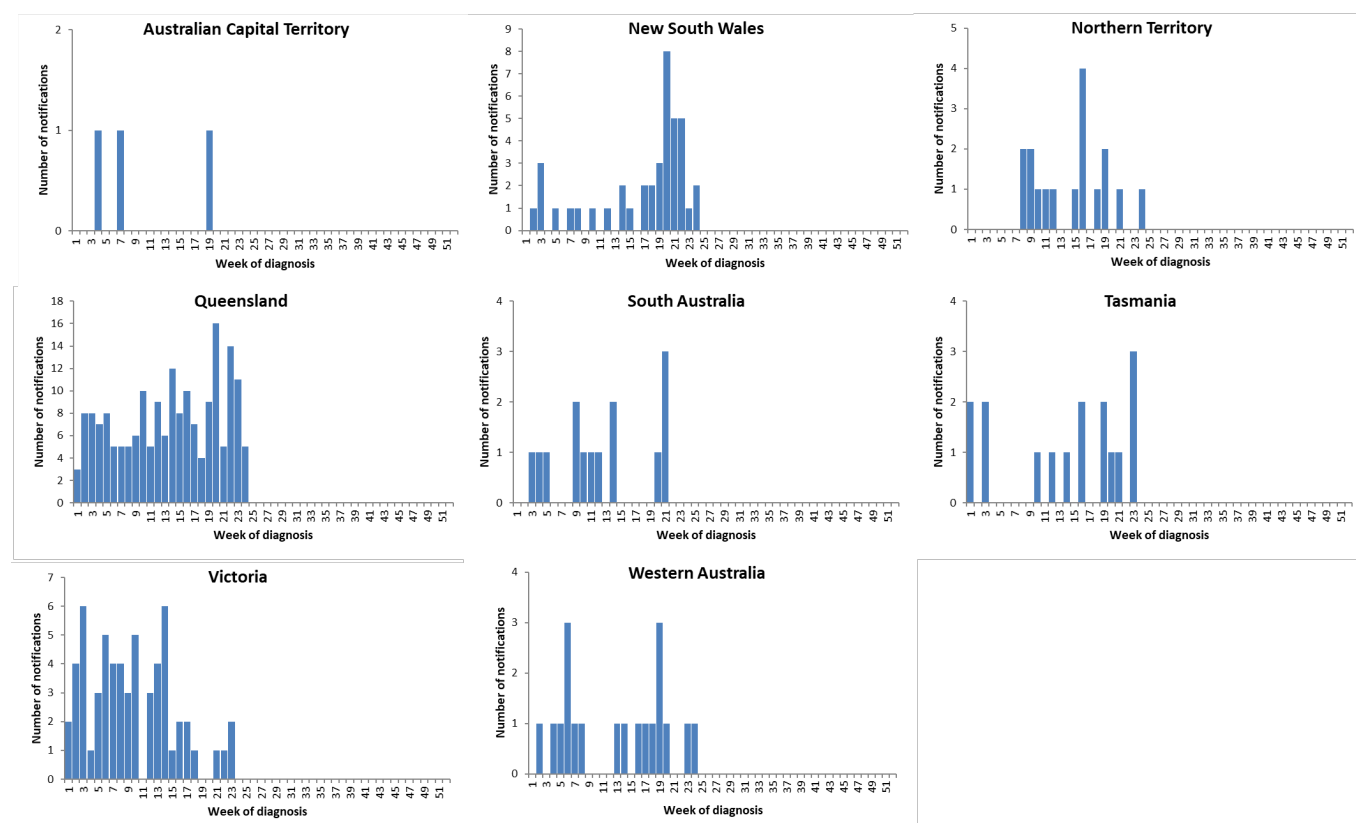 Australian Capital Territory
Number of notifications
2
1
0
1 3 5 7 9 11 13 15 17 19 21 23 25 27 29 31 33 35 37 39 41 43 45 47 49 51
Week of diagnosis
New South Wales
Number of notifications
9
8
7
6
5
4
3
2
1
0
1 3 5 7 9 11 13 15 17 19 21 23 25 27 29 31 33 35 37 39 41 43 45 47 49 51
Week of diagnosis
Northern Territory
Number of notifications
5
4
3
2
1
0
1 3 5 7 9 11 13 15 17 19 21 23 25 27 29 31 33 35 37 39 41 43 45 47 49 51
Week of diagnosis
Queensland
Number of notifications
18
16
14
12
10
8
6
4
2
0
1 3 5 7 9 11 13 15 17 19 21 23 25 27 29 31 33 35 37 39 41 43 45 47 49 51
Week of diagnosis
South Australia
Number of notifications
4
3
2
1
0
1 3 5 7 9 11 13 15 17 19 21 23 25 27 29 31 33 35 37 39 41 43 45 47 49 51
Week of diagnosis
Tasmania
Number of notifications
4
3
2
1
0
1 3 5 7 9 11 13 15 17 19 21 23 25 27 29 31 33 35 37 39 41 43 45 47 49 51
Week of diagnosis
Victoria
Number of notifications
7
6
5
4
3
2
1
0
1 3 5 7 9 11 13 15 17 19 21 23 25 27 29 31 33 35 37 39 41 43 45 47 49 51
Week of diagnosis
Western Australia
Number of notifications
4
3
2
1
0
1 3 5 7 9 11 13 15 17 19 21 23 25 27 29 31 33 35 37 39 41 43 45 47 49 51
Week of diagnosis